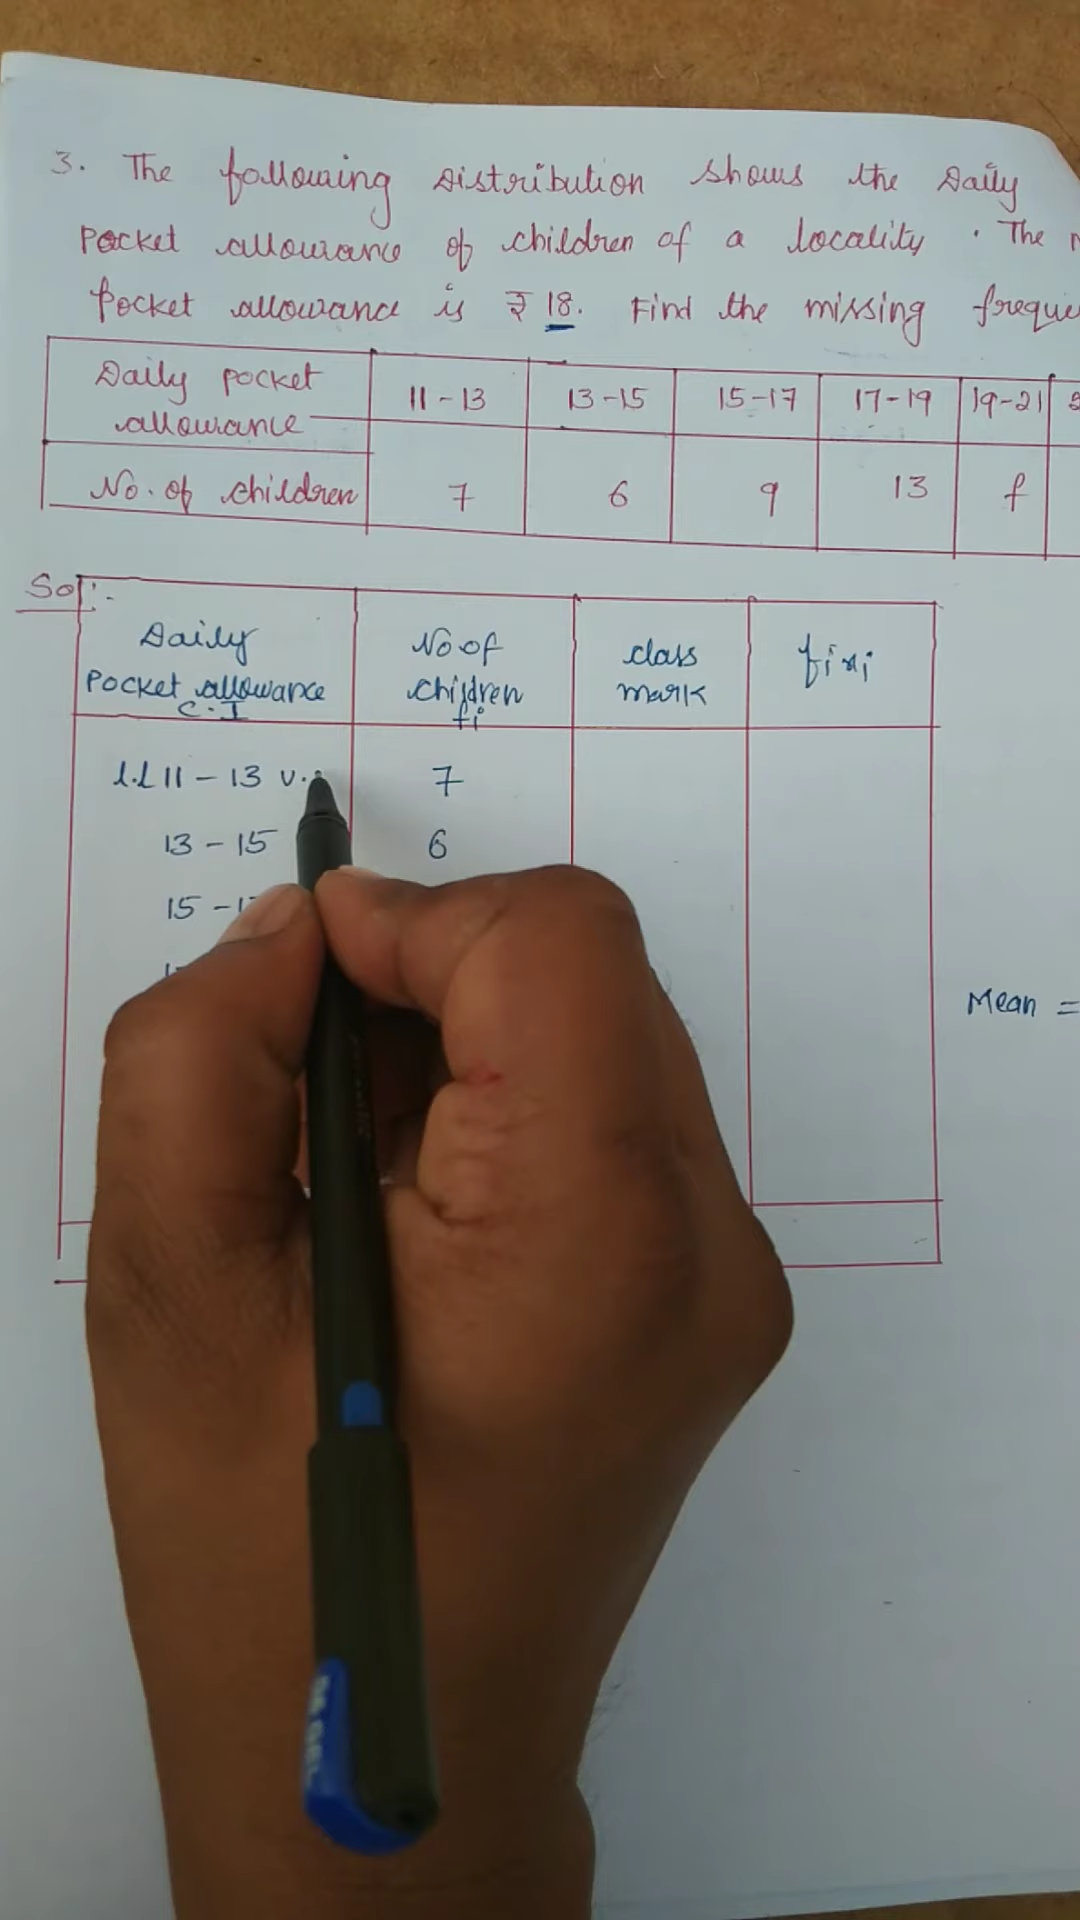 3. The following Distribution shows the Daily
Pocket allowance of children of a locality . The
Pocket allowance is ₹ 18. Find the missing
Daily pocket allowance 11-13 13-15 15-17 17-19 19-21
No. of children 7 6 9 13 f
Sol:-
Daily Pocket allowance C.I No of children fi class mark fixi
l.l 11 - 13 U. 7
13 - 15 6
15 -
Mean =